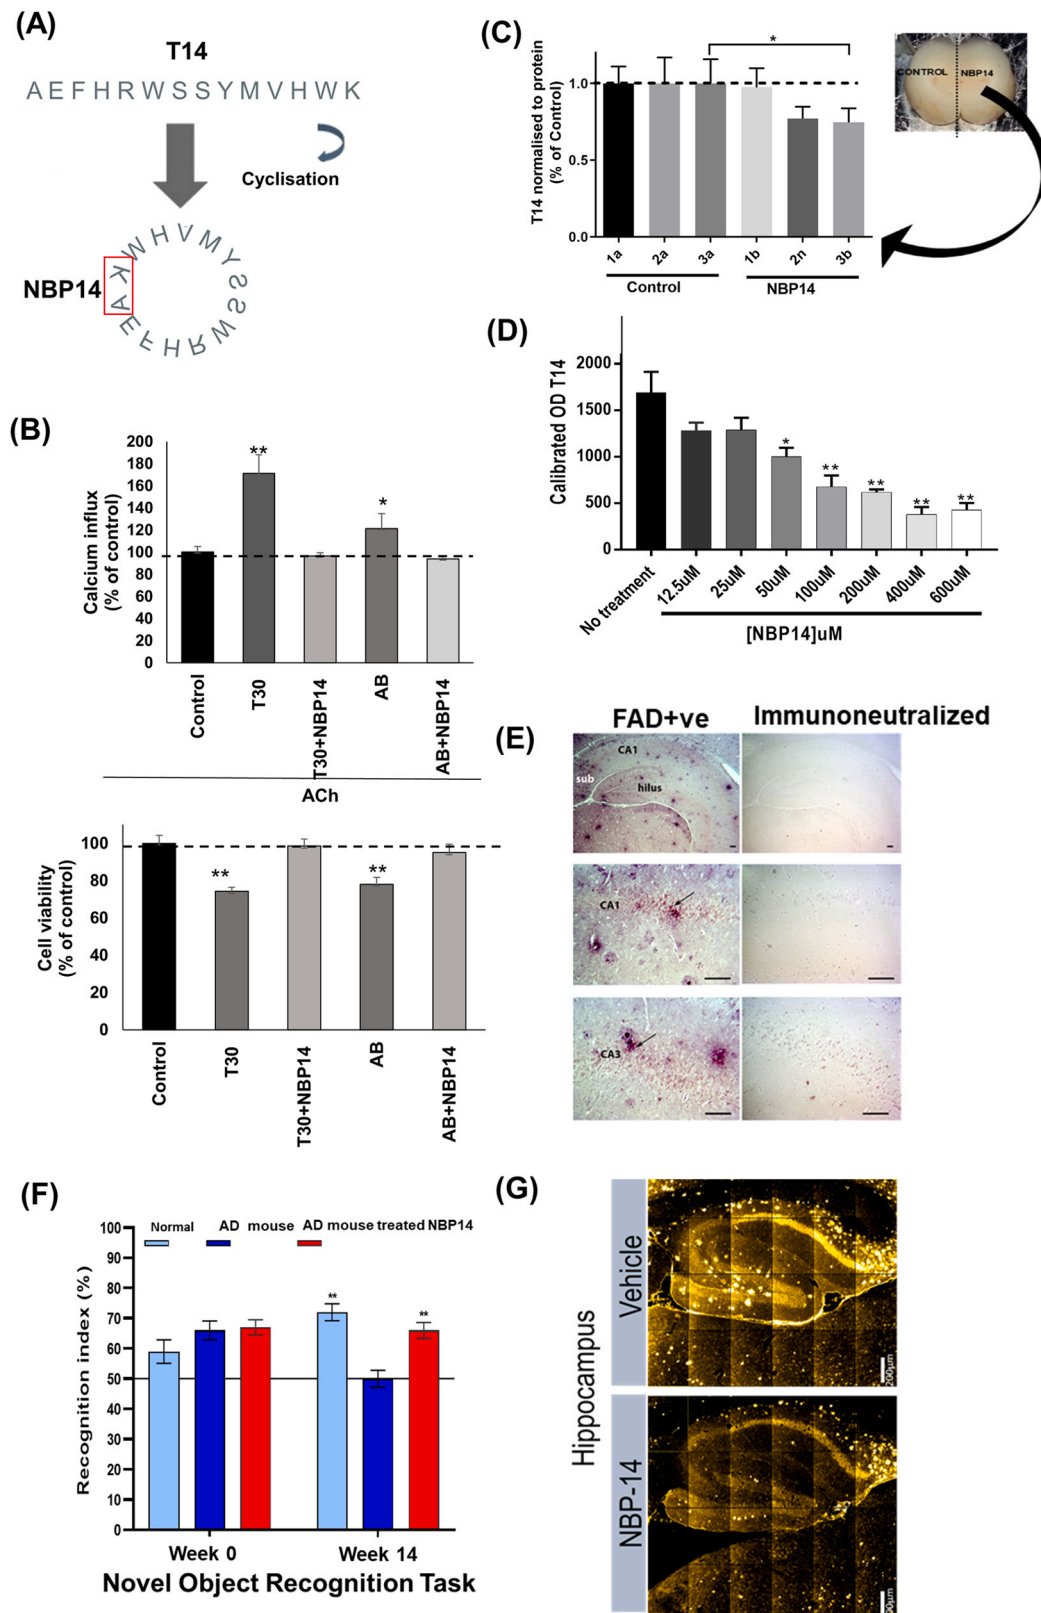 (A)
T14
AEFHRWSSYMVHWK
Cyclisation
NBP14
AEFHRWSSYMVHWK
(B)
Calcium influx
(% of control)
200
180
160
140
120
100
80
60
40
20
0
**
*
Control
T30
T30+NBP14
AB
AB+NBP14
ACh
Cell viability
(% of control)
100
80
60
40
20
0
**
**
Control
T30
T30+NBP14
AB
AB+NBP14
(C)
T14 normalised to protein
(% of Control)
1.0
0.5
0.0
*
1a
2a
3a
1b
2n
3b
Control
NBP14
CONTROL
NBP14
(D)
Calibrated OD T14
2000
1500
1000
500
0
*
**
**
**
**
No treatment
12.5uM
25uM
50uM
100uM
200uM
400uM
600uM
[NBP14]uM
(E)
FAD+ve
Immunoneutralized
CA1
sub
hilus
CA1
CA3
(F)
Normal
AD mouse
AD mouse treated NBP14
Recognition index (%)
100
90
80
70
60
50
40
30
20
10
0
**
**
Week 0
Week 14
Novel Object Recognition Task
(G)
Hippocampus
Vehicle
200µm
NBP-14